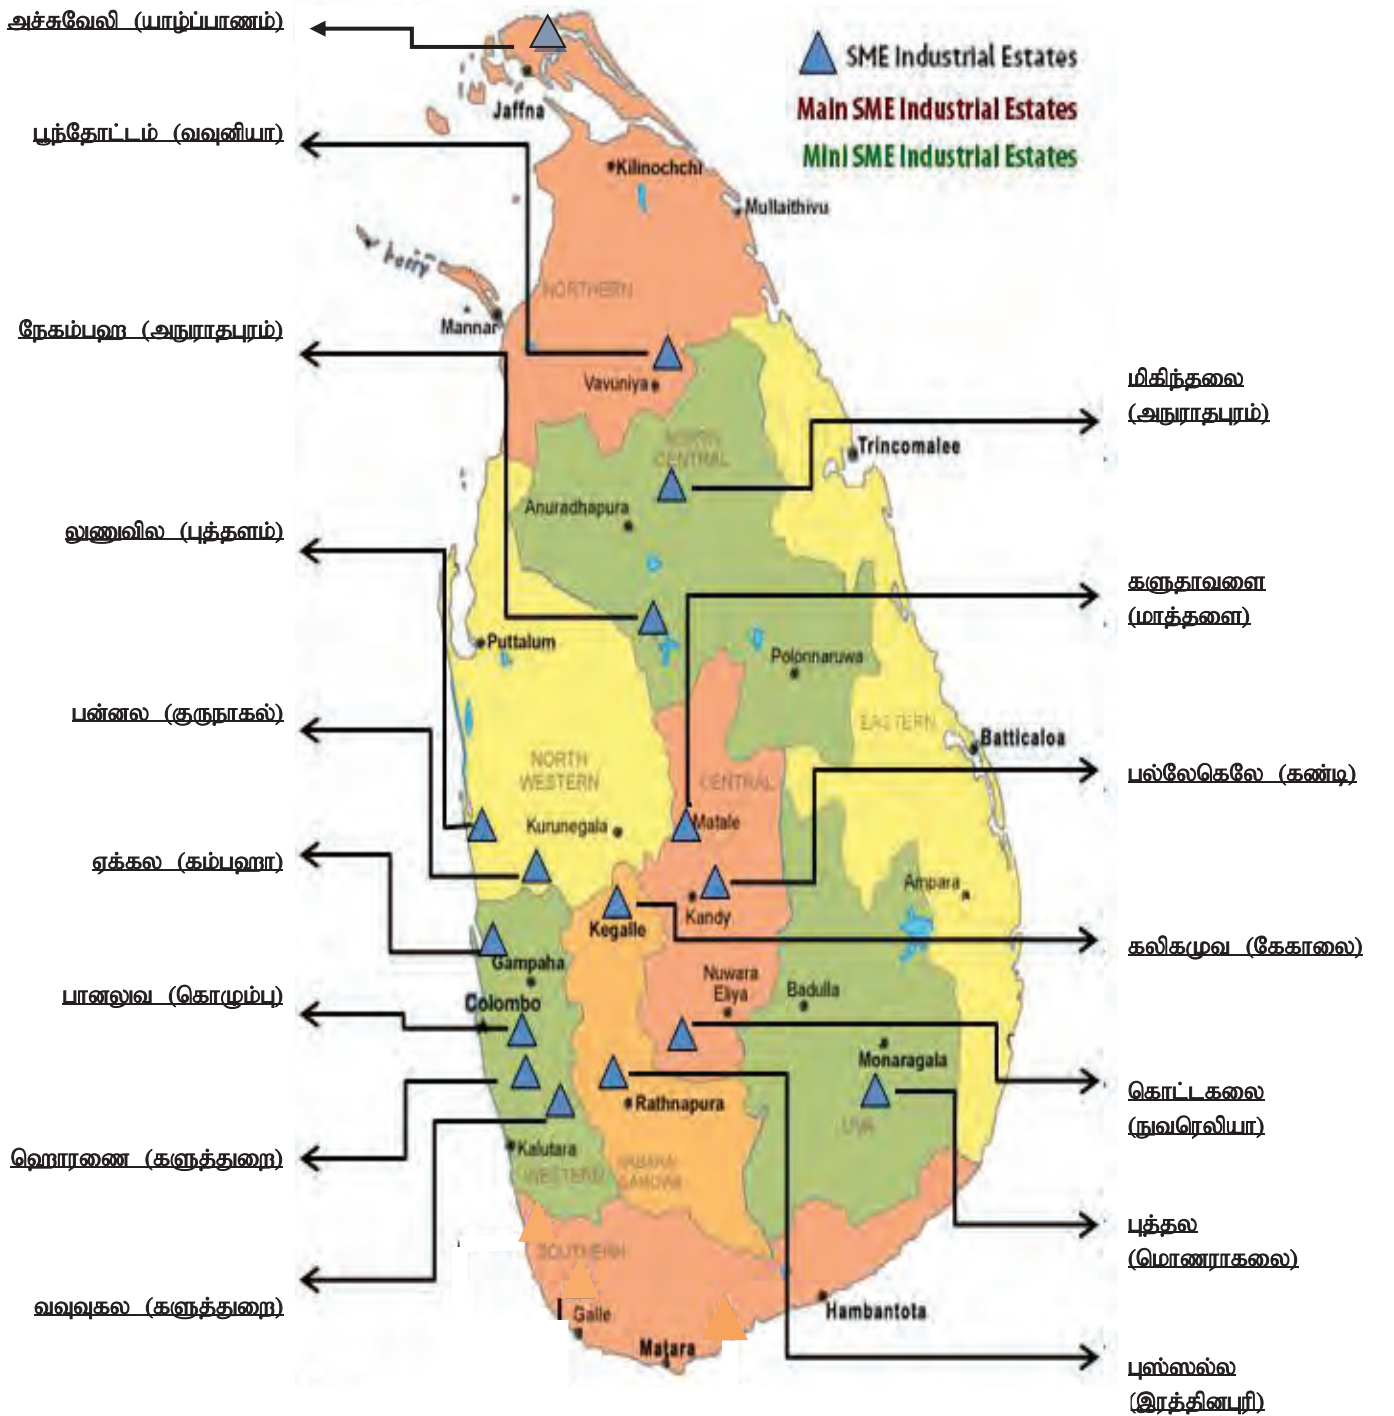 அச்சுவேலி (யாழ்ப்பாணம்)
SME Industrial Estates
Main SME Industrial Estates
Mini SME Industrial Estates
Jaffna
பூந்தோட்டம் (வவுனியா)
Kilinochchi
Mullaithivu
Ferry
NORTHERN
Mannar
நேகம்பஹ (அநுராதபுரம்)
Vavuniya
மிகிந்தலை
(அநுராதபுரம்)
NORTH
CENTRAL
Trincomalee
Anuradhapura
லுணுவில (புத்தளம்)
களுதாவளை
(மாத்தளை)
Puttalum
Polonnaruwa
பன்னல (குருநாகல்)
EASTERN
Batticaloa
NORTH
WESTERN
CENTRAL
பல்லேகெலே (கண்டி)
Kurunegala
Matale
ஏக்கல (கம்பஹா)
Ampara
Kandy
Kegalle
கலிகமுவ (கேகாலை)
Gampaha
Nuwara
Eliya
Badulla
பானலுவ (கொழும்பு)
Colombo
Monaragala
கொட்டகலை
(நுவரெலியா)
Rathnapura
UVA
ஹொரணை (களுத்துறை)
Kalutara
WESTERN
SABARA
GAMUWA
புத்தல
(மொணராகலை)
SOUTHERN
வவுவுகல (களுத்துறை)
Galle
Hambantota
Matara
புஸ்ஸல்ல
(இரத்தினபுரி)